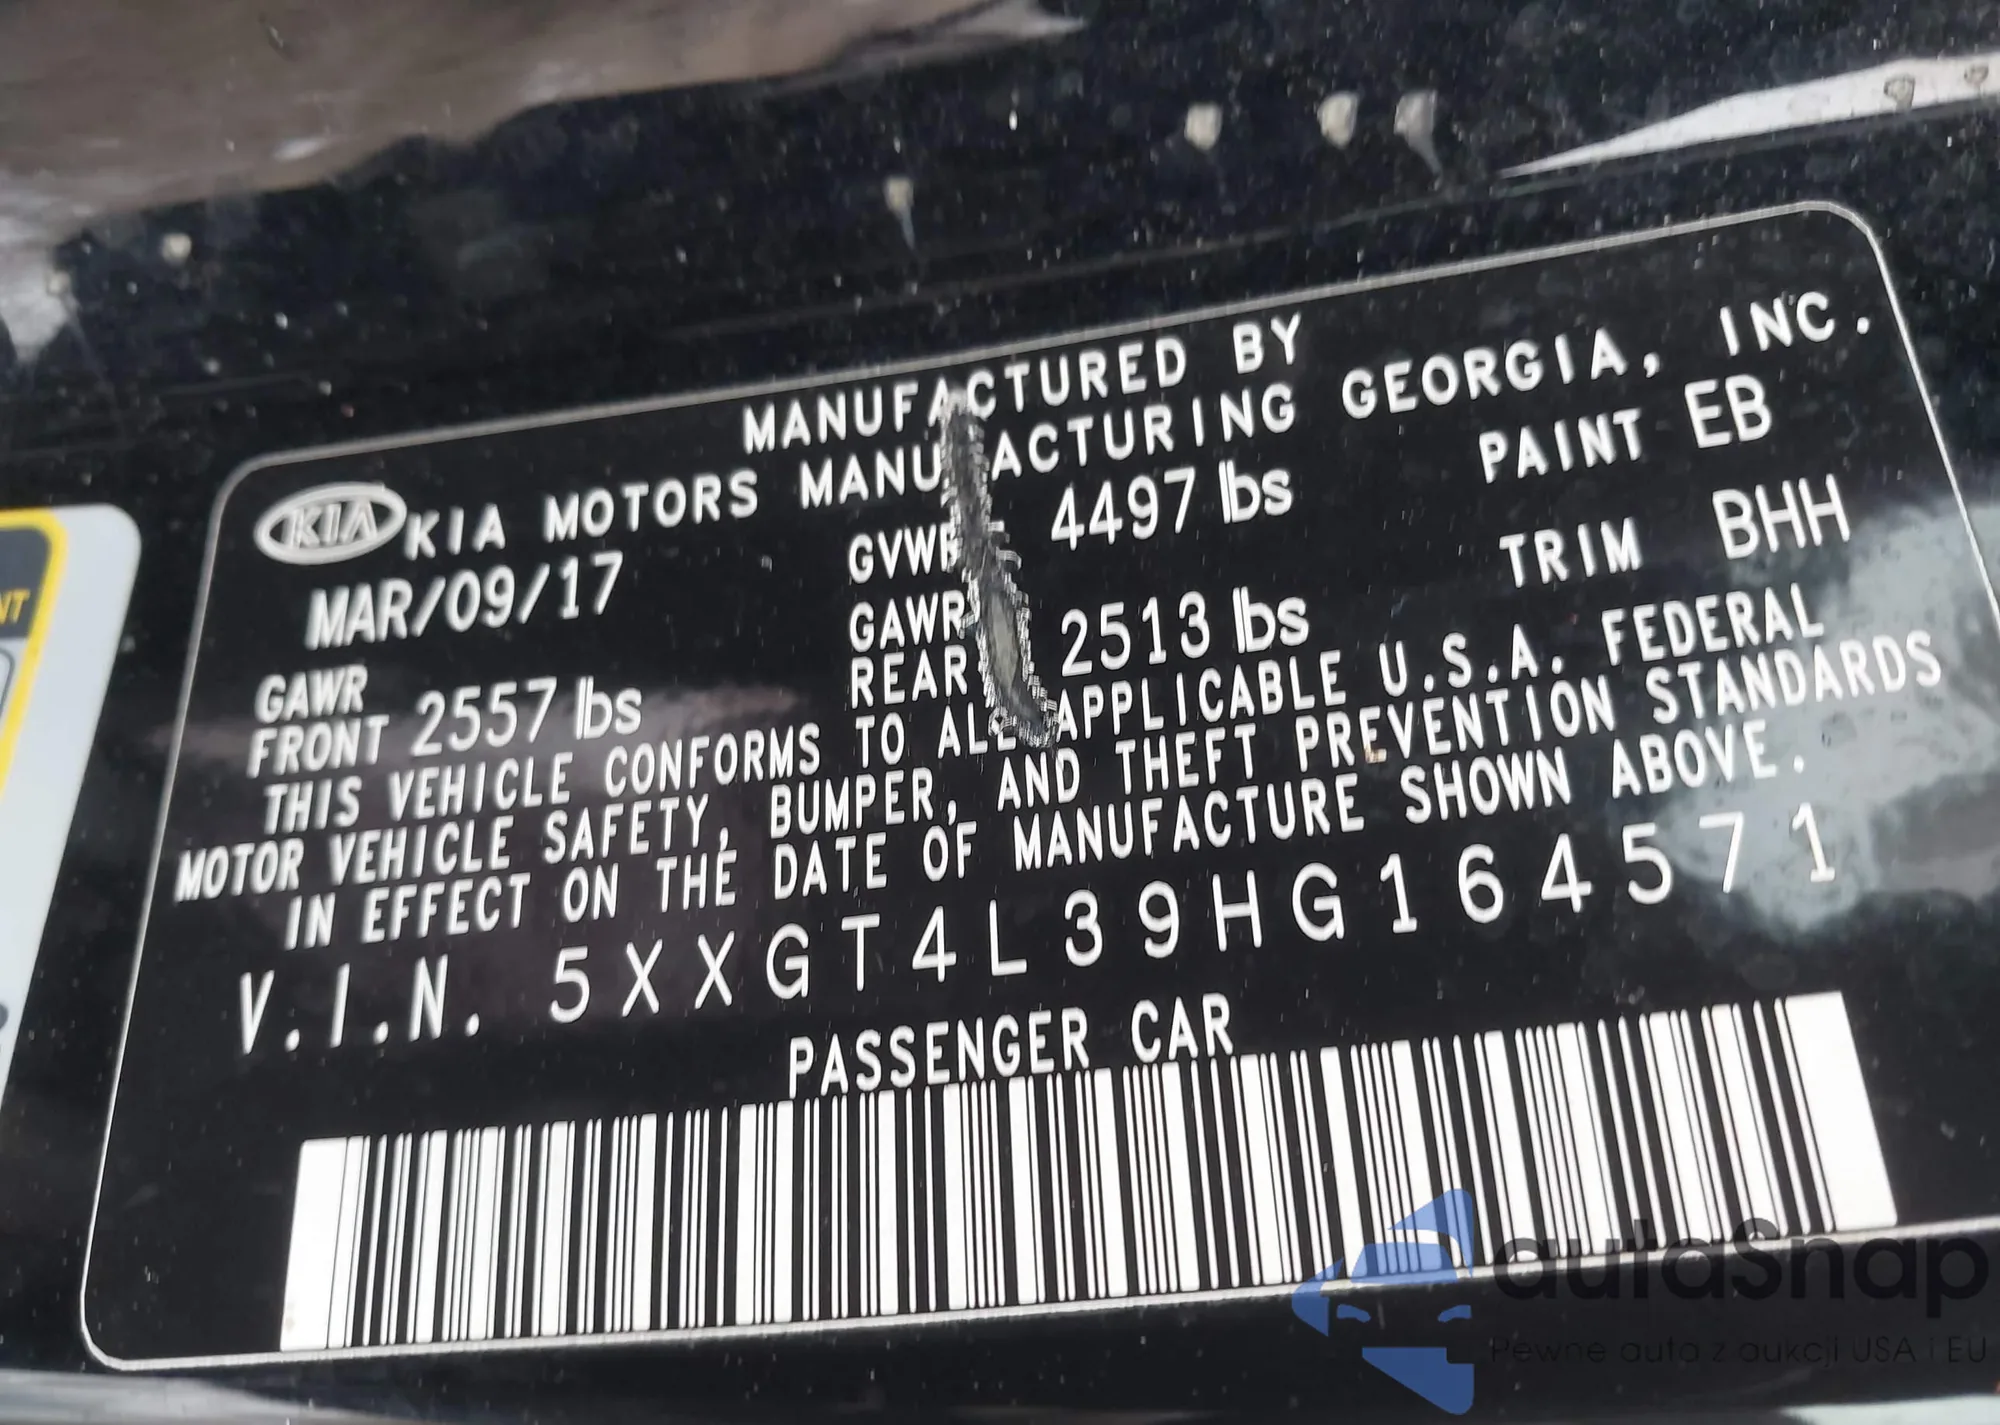 MANUFACTURED BY
KIA KIA MOTORS MANUFACTURING GEORGIA, INC.
MAR/09/17 GVWR 4497 lbs PAINT EB
GAWR FRONT 2557 lbs GAWR REAR 2513 lbs TRIM BHH
THIS VEHICLE CONFORMS TO ALL APPLICABLE U.S.A. FEDERAL
MOTOR VEHICLE SAFETY, BUMPER, AND THEFT PREVENTION STANDARDS
IN EFFECT ON THE DATE OF MANUFACTURE SHOWN ABOVE.
V.I.N. 5XXGT4L39HG164571
PASSENGER CAR
NT
autaSnap
Pewne auta z aukcji USA i EU